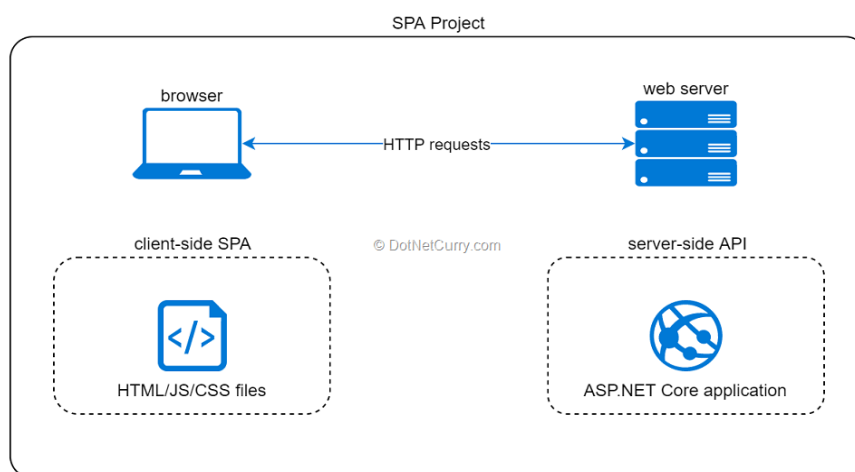 SPA Project
browser
web server
HTTP requests
client-side SPA
© DotNetCurry.com
server-side API
</>
HTML/JS/CSS files
ASP.NET Core application